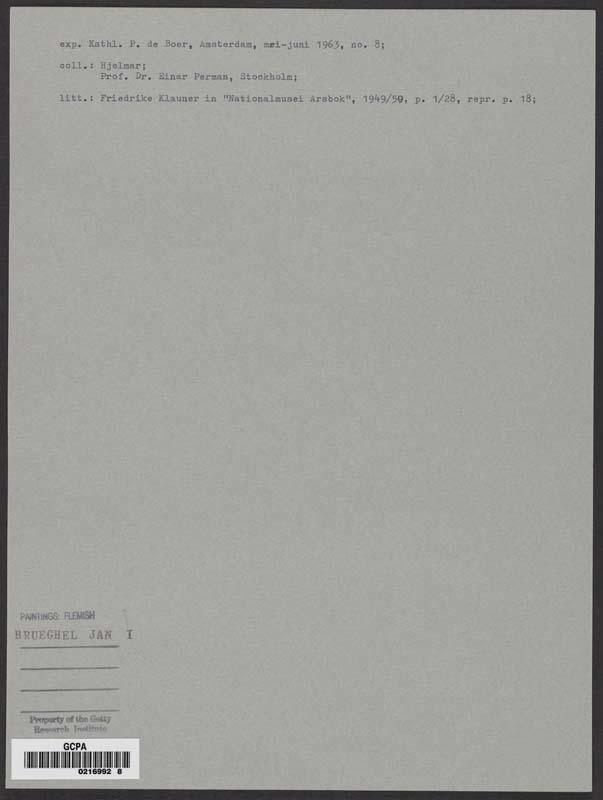 exp. Ksthl. P. de Boer, Amsterdam, mei-juni 1963, no. 8;
coll.: Hjelmar;
Prof. Dr. Einar Perman, Stockholm;
litt.: Friedrike Klauner in "Nationalmusei Arsbok", 1949/50, p. 1/28, repr. p. 18;
PAINTINGS: FLEMISH
BRUEGHEL JAN I
Property of the Getty
Research Institute
GCPA
0216992 8